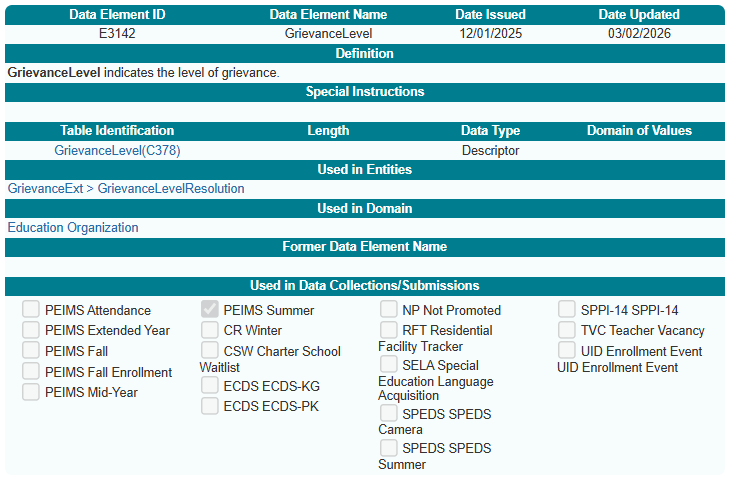 Data Element ID Data Element Name Date Issued Date Updated
E3142 GrievanceLevel 12/01/2025 03/02/2026
Definition
GrievanceLevel indicates the level of grievance.
Special Instructions
Table Identification Length Data Type Domain of Values
GrievanceLevel(C378) Descriptor
Used in Entities
GrievanceExt > GrievanceLevelResolution
Used in Domain
Education Organization
Former Data Element Name
Used in Data Collections/Submissions
PEIMS Attendance
PEIMS Extended Year
PEIMS Fall
PEIMS Fall Enrollment
PEIMS Mid-Year
PEIMS Summer
CR Winter
CSW Charter School
Waitlist
ECDS ECDS-KG
ECDS ECDS-PK
NP Not Promoted
RFT Residential
Facility Tracker
SELA Special
Education Language
Acquisition
SPEDS SPEDS
Camera
SPEDS SPEDS
Summer
SPPI-14 SPPI-14
TVC Teacher Vacancy
UID Enrollment Event
UID Enrollment Event